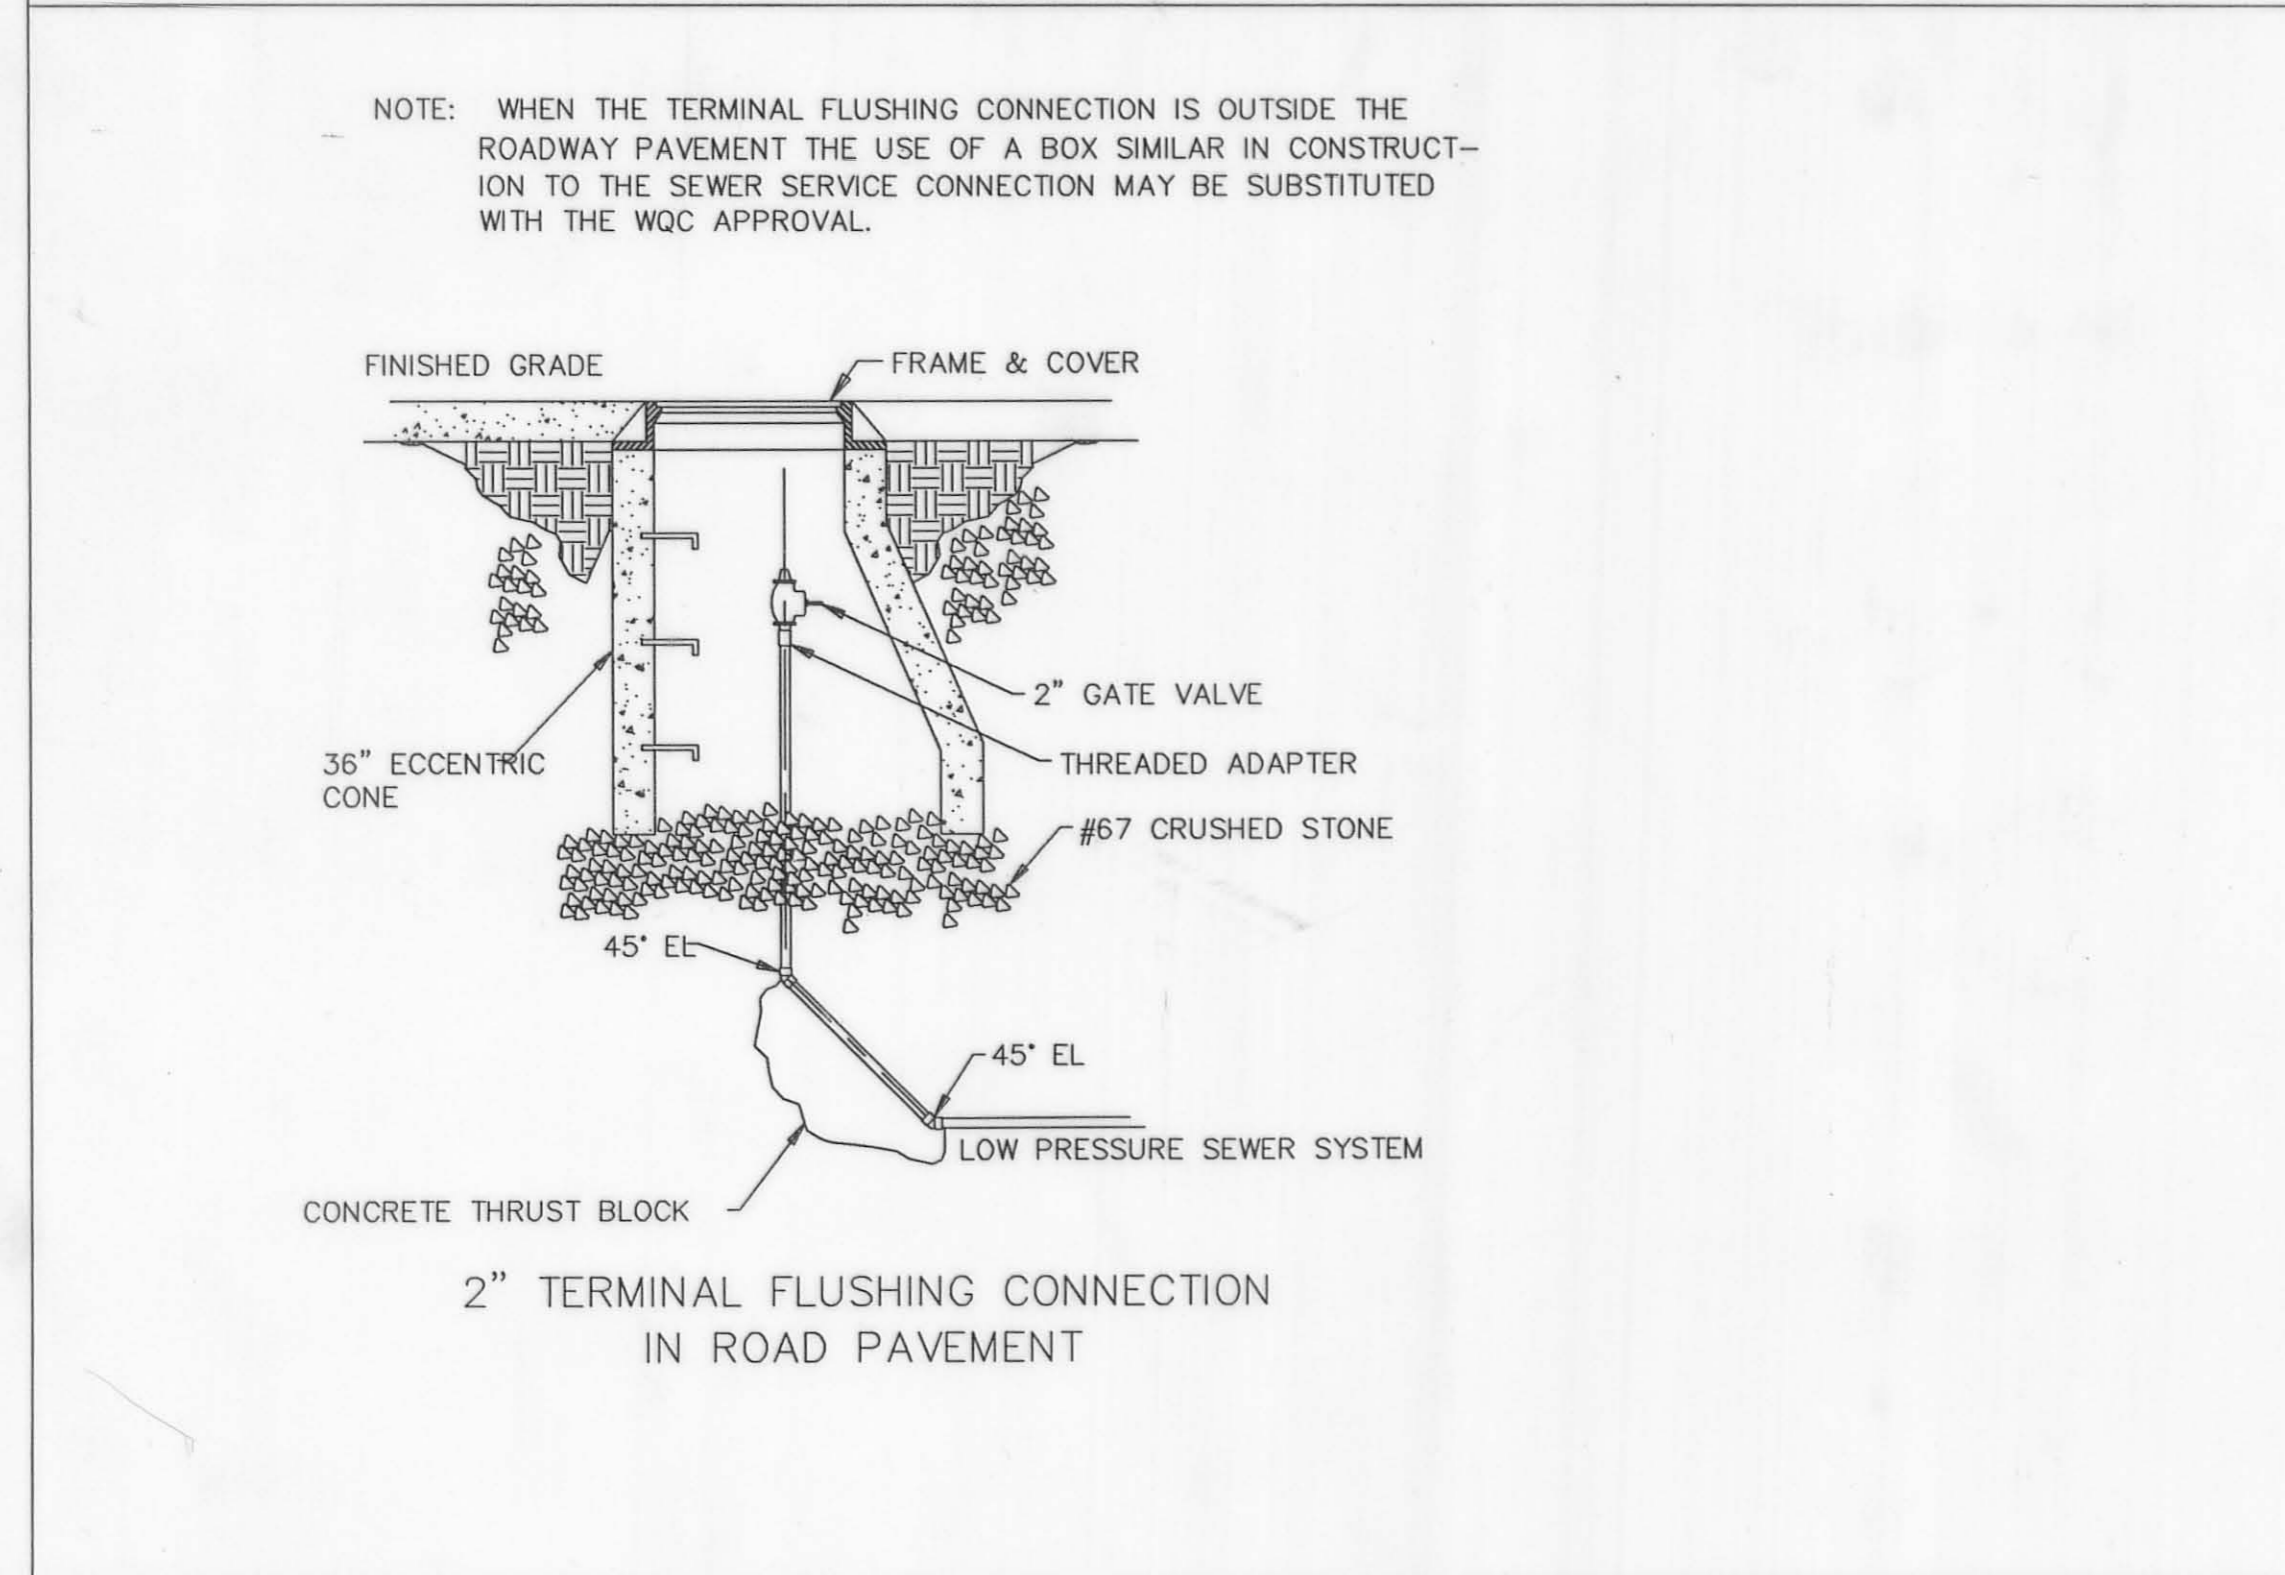 NOTE: WHEN THE TERMINAL FLUSHING CONNECTION IS OUTSIDE THE
ROADWAY PAVEMENT THE USE OF A BOX SIMILAR IN CONSTRUCT-
ION TO THE SEWER SERVICE CONNECTION MAY BE SUBSTITUTED
WITH THE WQC APPROVAL.
FINISHED GRADE
FRAME & COVER
2" GATE VALVE
36" ECCENTRIC
CONE
THREADED ADAPTER
#67 CRUSHED STONE
45° EL
45° EL
LOW PRESSURE SEWER SYSTEM
CONCRETE THRUST BLOCK
2" TERMINAL FLUSHING CONNECTION
IN ROAD PAVEMENT